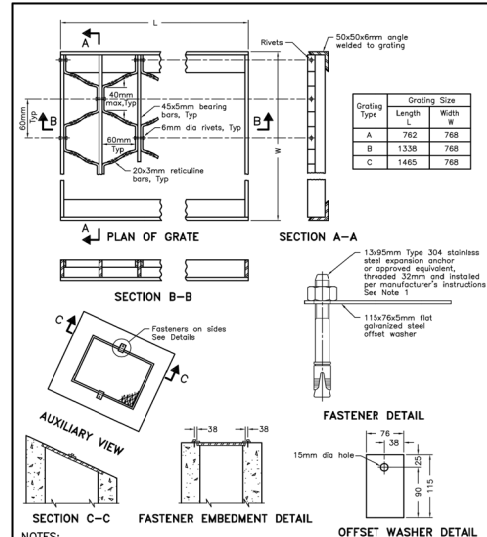 A
L
Rivets
50x50x6mm angle
welded to grating
40mm
max, Typ
45x5mm bearing
bars, Typ
6mm dia rivets, Typ
60mm
B
B
60mm
Typ
20x3mm reticuline
bars, Typ
W
A
PLAN OF GRATE
SECTION A-A
Grating
Type
Grating Size
Length
L
Width
W
A 762 768
B 1338 768
C 1465 768
SECTION B-B
13x95mm Type 304 stainless
steel expansion anchor
or approved equivalent,
threaded 32mm and installed
per manufacturer's instructions
See Note 1
115x76x5mm flat
galvanized steel
offset washer
FASTENER DETAIL
C
C
Fasteners on sides
See Details
AUXILIARY VIEW
38
38
SECTION C-C
FASTENER EMBEDMENT DETAIL
76
38
15mm dia hole
25
90
115
OFFSET WASHER DETAIL
NOTES: